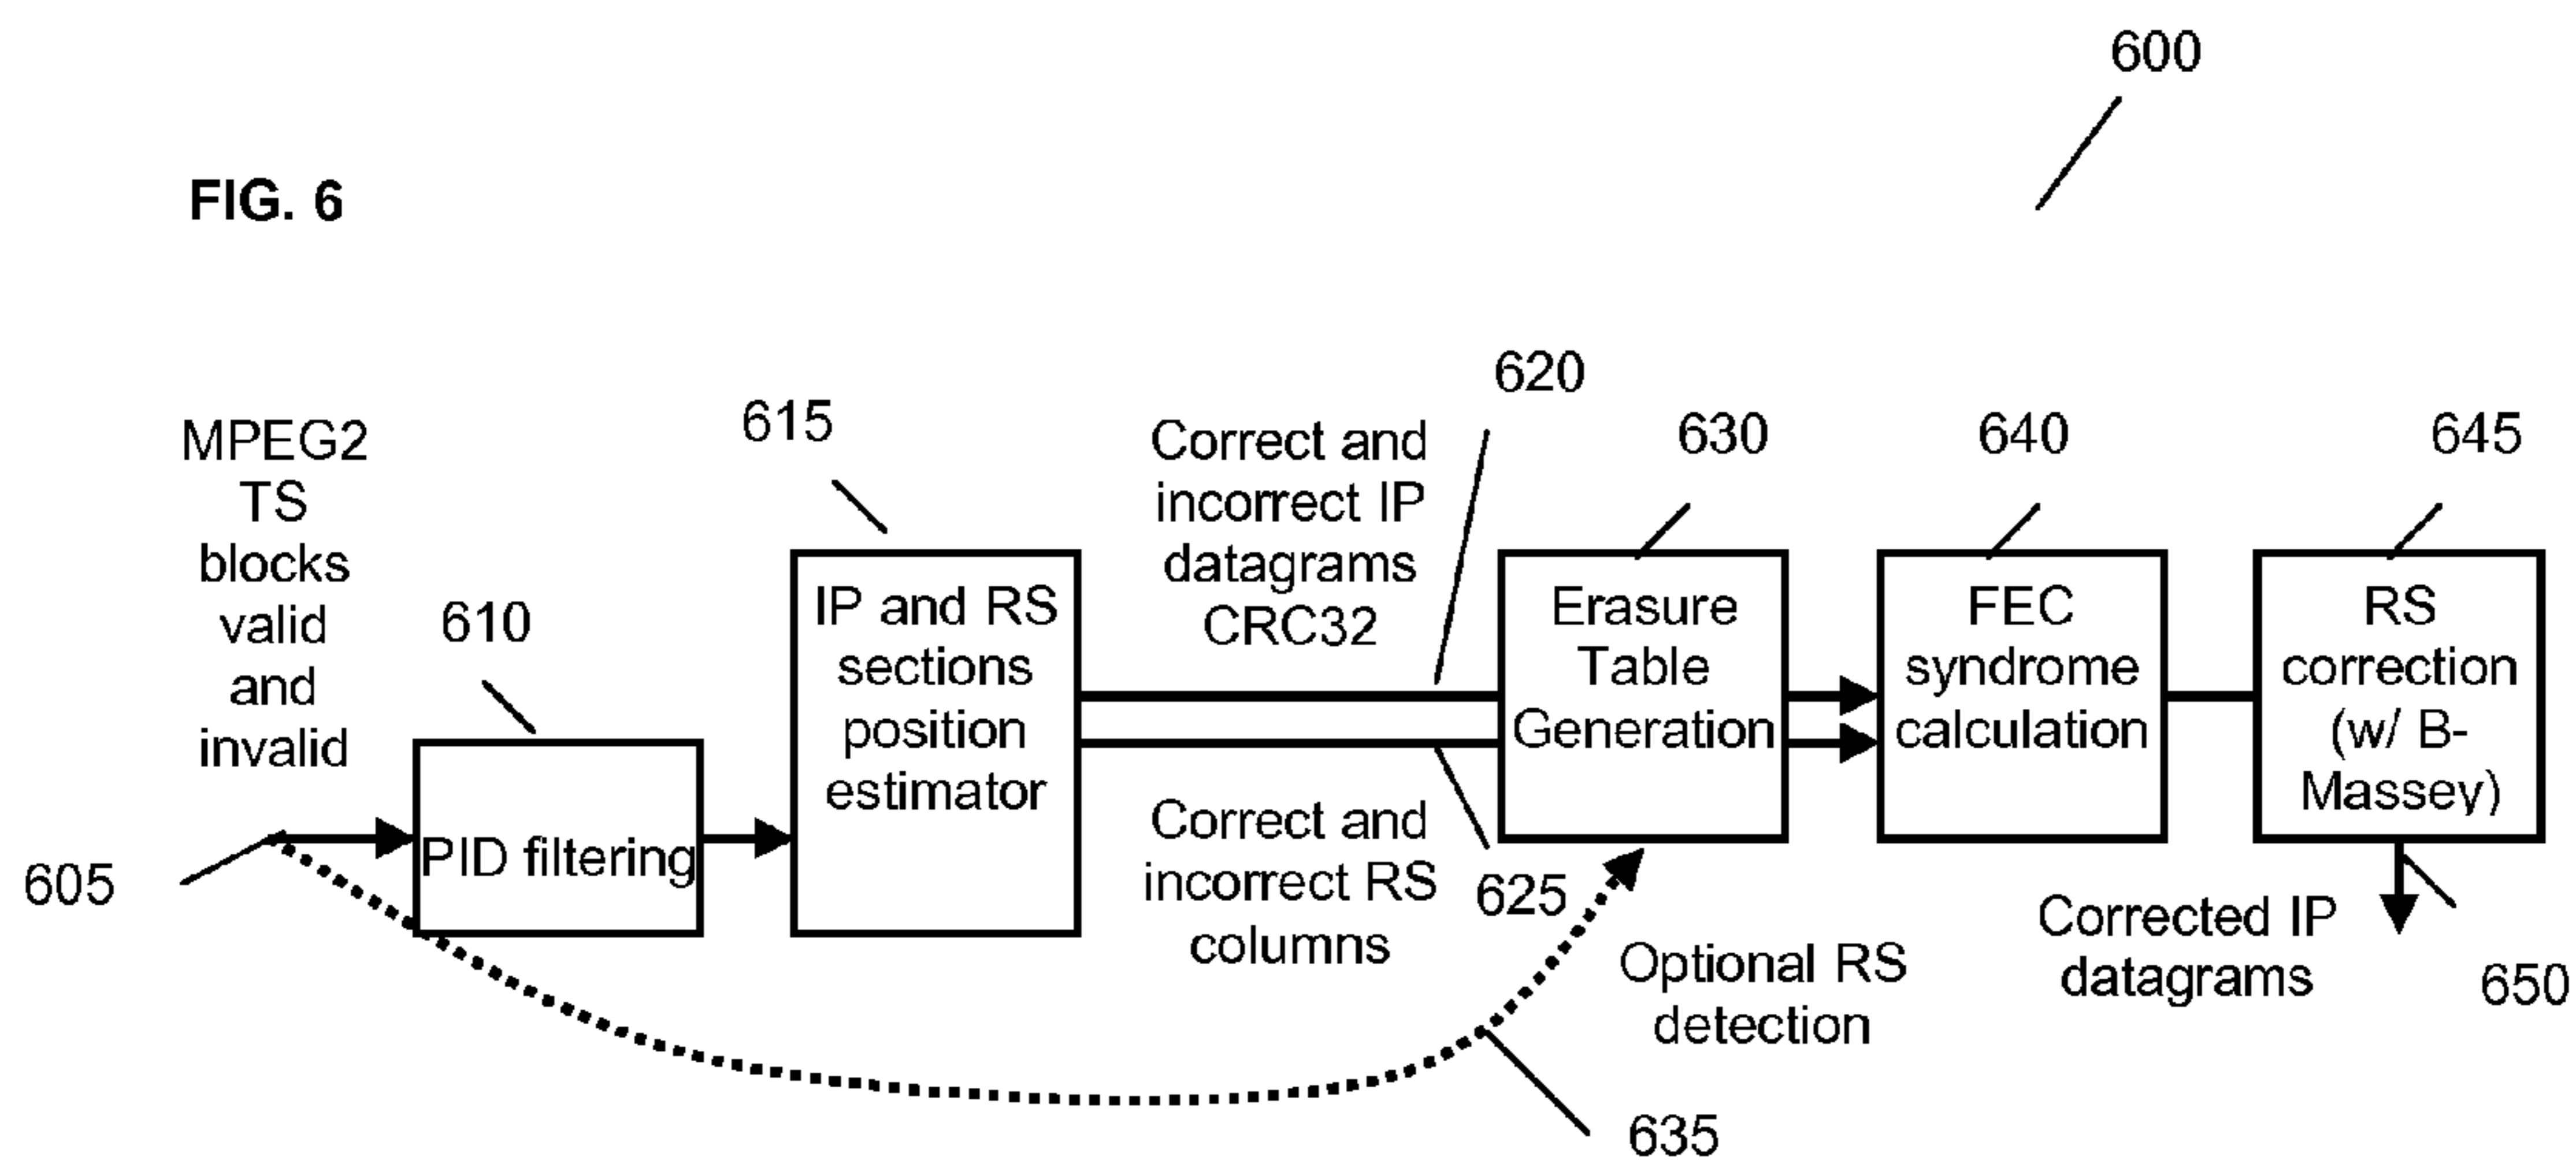 600
FIG. 6
620
615
630
640
645
MPEG2
TS
blocks
valid
and
invalid
Correct and
incorrect IP
datagrams
CRC32
610
IP and RS
sections
position
estimator
Erasure
Table
Generation
FEC
syndrome
calculation
RS
correction
(w/ B-
Massey)
PID filtering
605
Correct and
incorrect RS
columns
625
Optional RS
detection
Corrected IP
datagrams
650
635